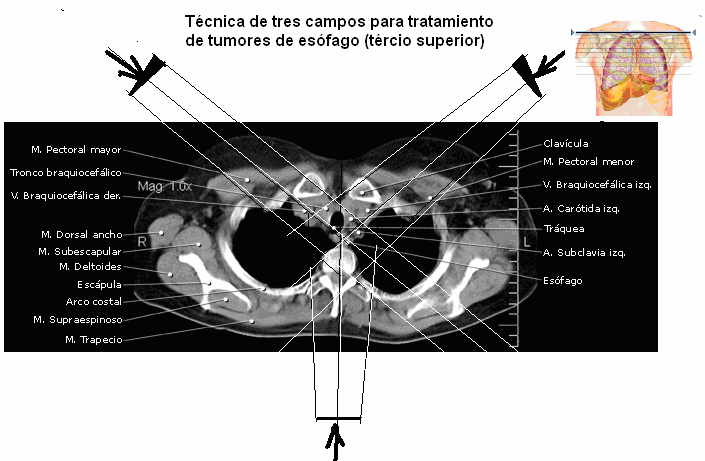 Técnica de tres campos para tratamiento
de tumores de esófago (tércio superior)
M. Pectoral mayor
Tronco braquiocefálico
Mag 1.0x
V. Braquiocefálica der.
M. Dorsal ancho
R
M. Subescapular
M. Deltoides
Escápula
Arco costal
M. Supraespinoso
M. Trapecio
Clavícula
M. Pectoral menor
V. Braquiocefálica izq.
A. Carótida izq.
Tráquea
L
A. Subclavia izq.
Esófago